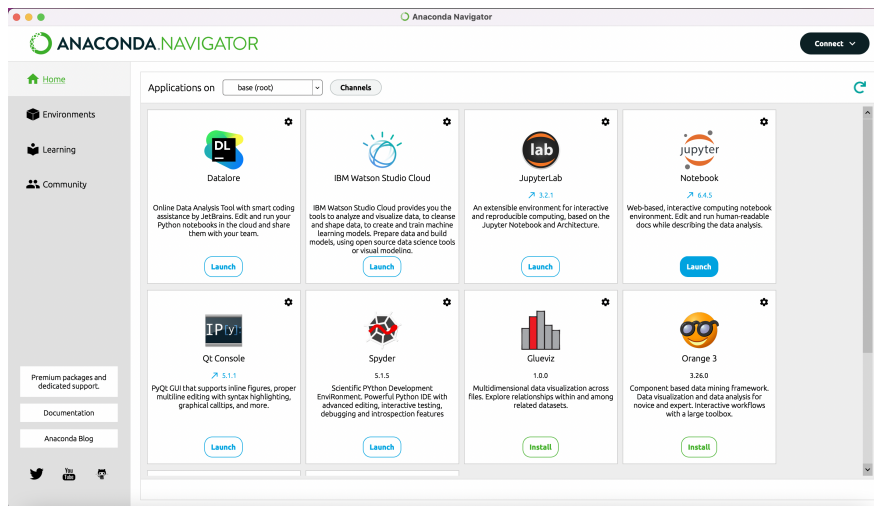 Anaconda Navigator
ANACONDA.NAVIGATOR
Connect
Home
Environments
Learning
Community
Applications on
base (root)
Channels
DL
Datalore
Online Data Analysis Tool with smart coding
assistance by JetBrains. Edit and run your
Python notebooks in the cloud and share
them with your team.
Launch
IBM Watson Studio Cloud
IBM Watson Studio Cloud provides you the
tools to analyze and visualize data, to cleanse
and shape data, to create and train machine
learning models. Prepare data and build
models, using open source data science tools
or visual modeling.
Launch
lab
JupyterLab
3.2.1
An extensible environment for interactive
and reproducible computing, based on the
Jupyter Notebook and Architecture.
Launch
jupyter
Notebook
6.4.5
Web-based, interactive computing notebook
environment. Edit and run human-readable
docs while describing the data analysis.
Launch
IP[y]:
Qt Console
5.1.1
PyQt GUI that supports inline figures, proper
multiline editing with syntax highlighting,
graphical calltips, and more.
Launch
Spyder
5.1.5
Scientific PYthon Development
EnviRonment. Powerful Python IDE with
advanced editing, interactive testing,
debugging and introspection features
Launch
Glueviz
1.0.0
Multidimensional data visualization across
files. Explore relationships within and among
related datasets.
Install
Orange 3
3.26.0
Component based data mining framework.
Data visualization and data analysis for
novice and expert. Interactive workflows
with a large toolbox.
Install
Premium packages and
dedicated support.
Documentation
Anaconda Blog
You
Tube